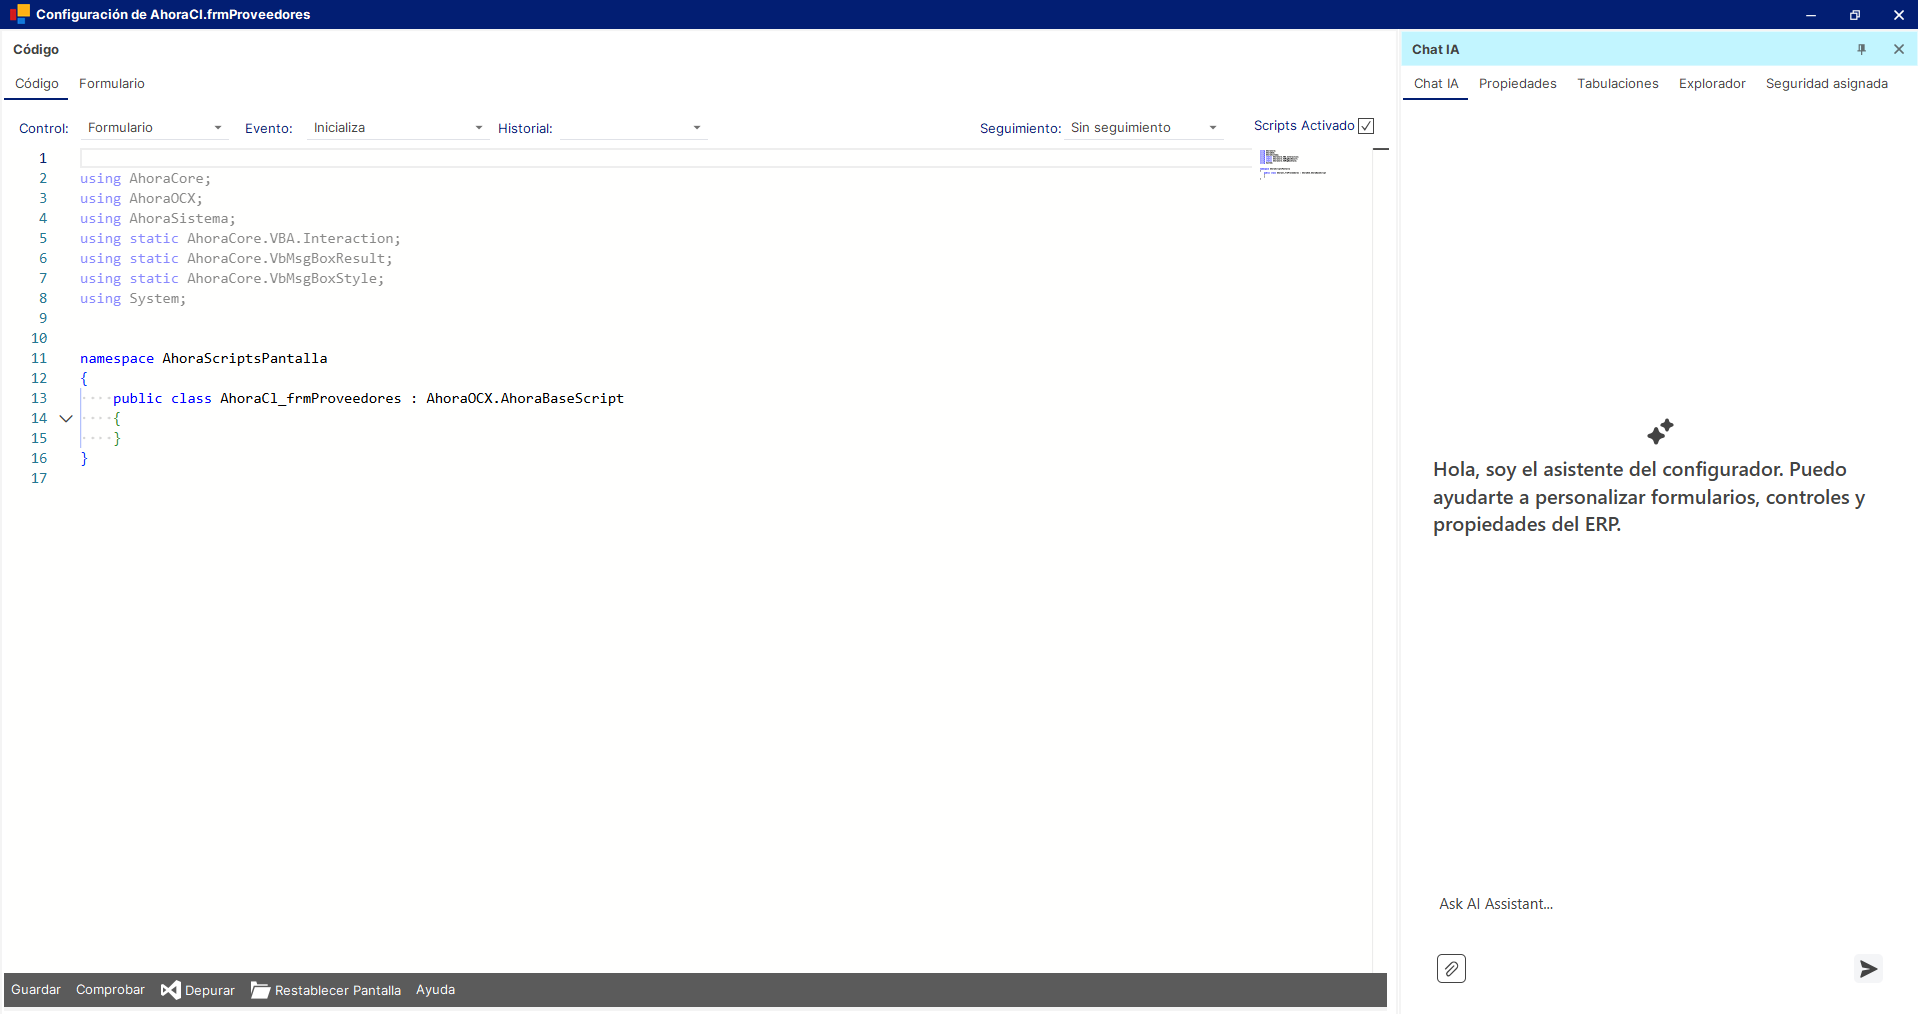 Configuración de AhoraCl.frmProveedores
Código
Código Formulario
Control: Formulario Evento: Inicializa Historial: Seguimiento: Sin seguimiento Scripts Activado
1
2 using AhoraCore;
3 using AhoraOCX;
4 using AhoraSistema;
5 using static AhoraCore.VBA.Interaction;
6 using static AhoraCore.VbMsgBoxResult;
7 using static AhoraCore.VbMsgBoxStyle;
8 using System;
9
10
11 namespace AhoraScriptsPantalla
12 {
13 ····public class AhoraCl_frmProveedores : AhoraOCX.AhoraBaseScript
14 ····{
15 ····}
16 }
17
Guardar Comprobar Depurar Restablecer Pantalla Ayuda
Chat IA
Chat IA Propiedades Tabulaciones Explorador Seguridad asignada
Hola, soy el asistente del configurador. Puedo
ayudarte a personalizar formularios, controles y
propiedades del ERP.
Ask AI Assistant...